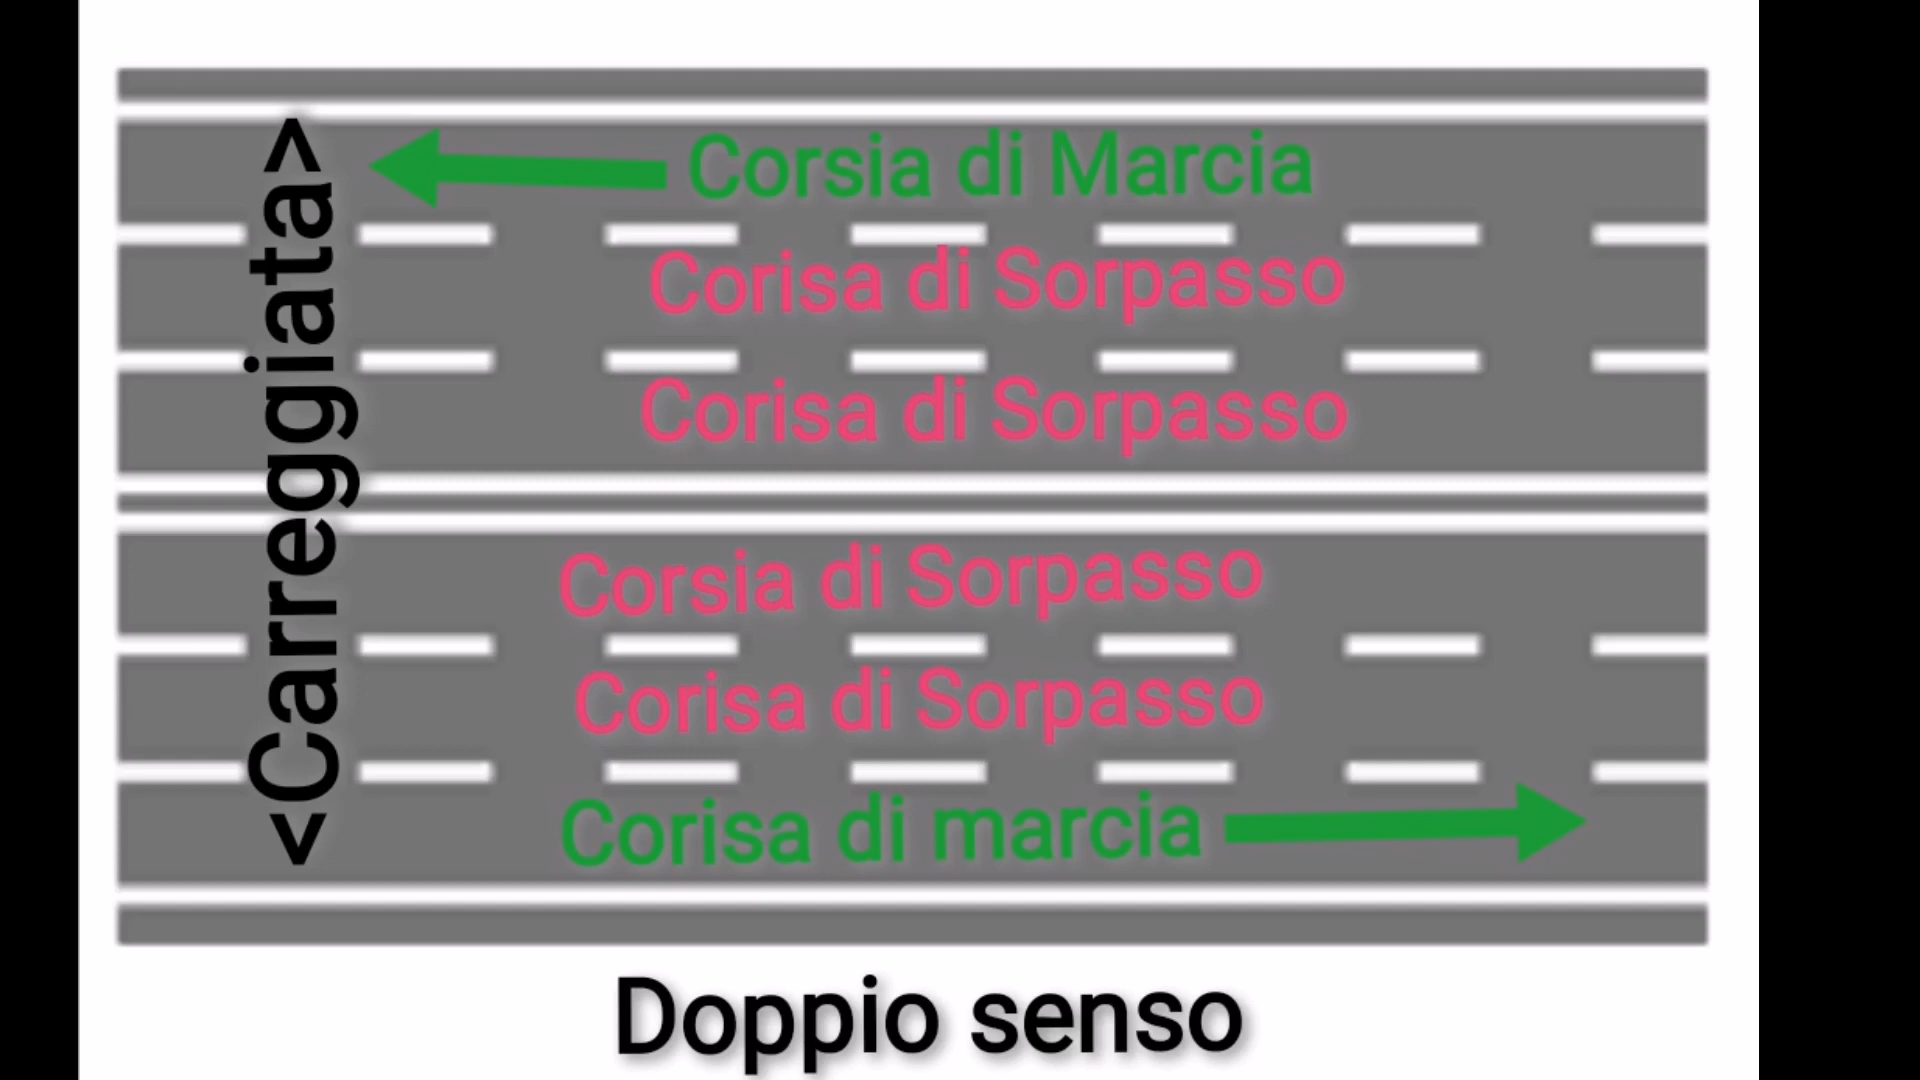 <Carreggiata>
Corsia di Marcia
Corisa di Sorpasso
Corisa di Sorpasso
Corsia di Sorpasso
Corisa di Sorpasso
Corisa di marcia
Doppio senso